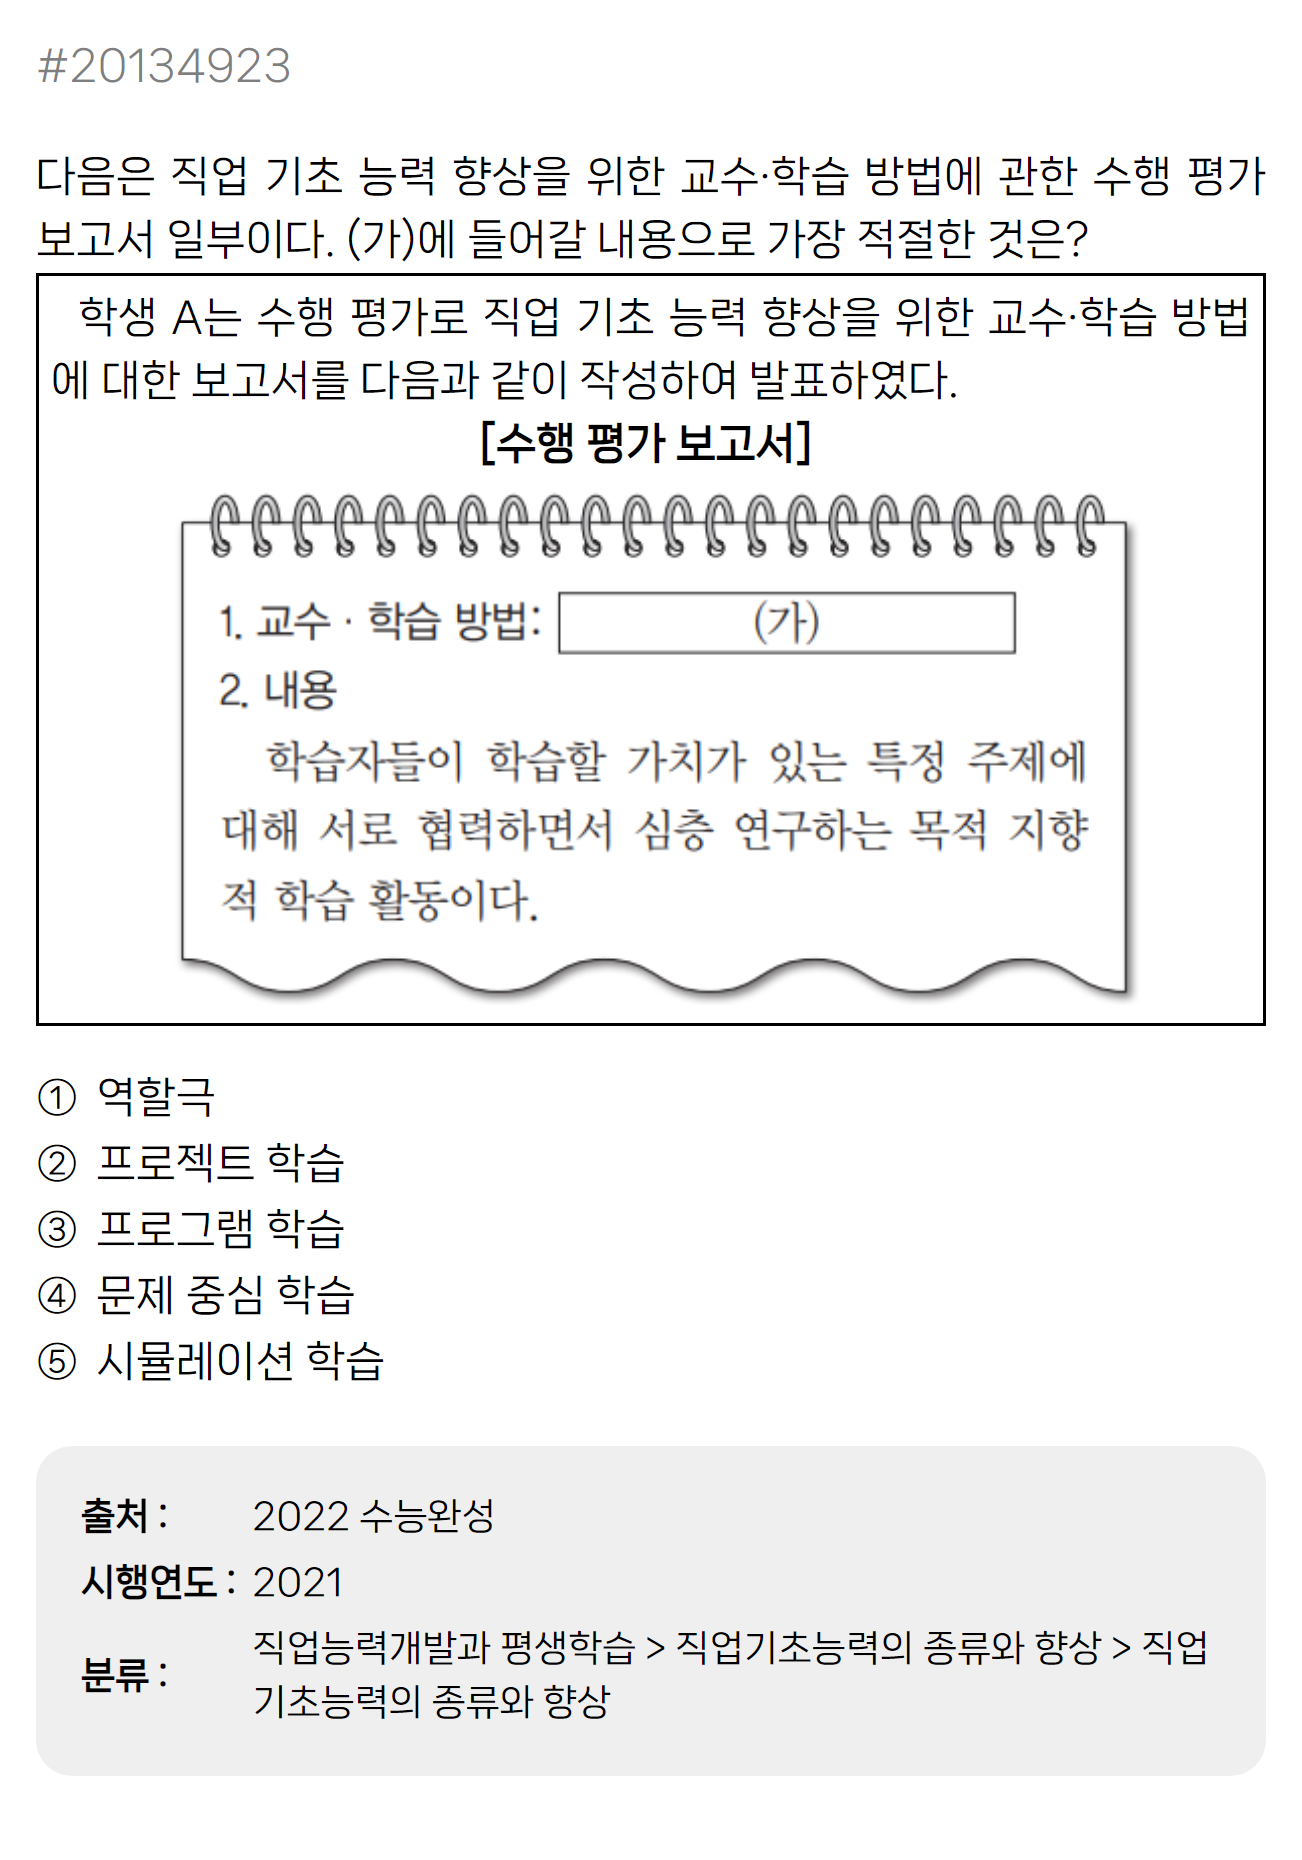 #20134923
다음은 직업 기초 능력 향상을 위한 교수·학습 방법에 관한 수행 평가
보고서 일부이다. (가)에 들어갈 내용으로 가장 적절한 것은?
학생 A는 수행 평가로 직업 기초 능력 향상을 위한 교수·학습 방법
에 대한 보고서를 다음과 같이 작성하여 발표하였다.
[수행 평가 보고서]
1. 교수·학습 방법: (가)
2. 내용
학습자들이 학습할 가치가 있는 특정 주제에
대해 서로 협력하면서 심층 연구하는 목적 지향
적 학습 활동이다.
① 역할극
② 프로젝트 학습
③ 프로그램 학습
④ 문제 중심 학습
⑤ 시뮬레이션 학습
출처 : 2022 수능완성
시행연도 : 2021
분류 : 직업능력개발과 평생학습 > 직업기초능력의 종류와 향상 > 직업
기초능력의 종류와 향상